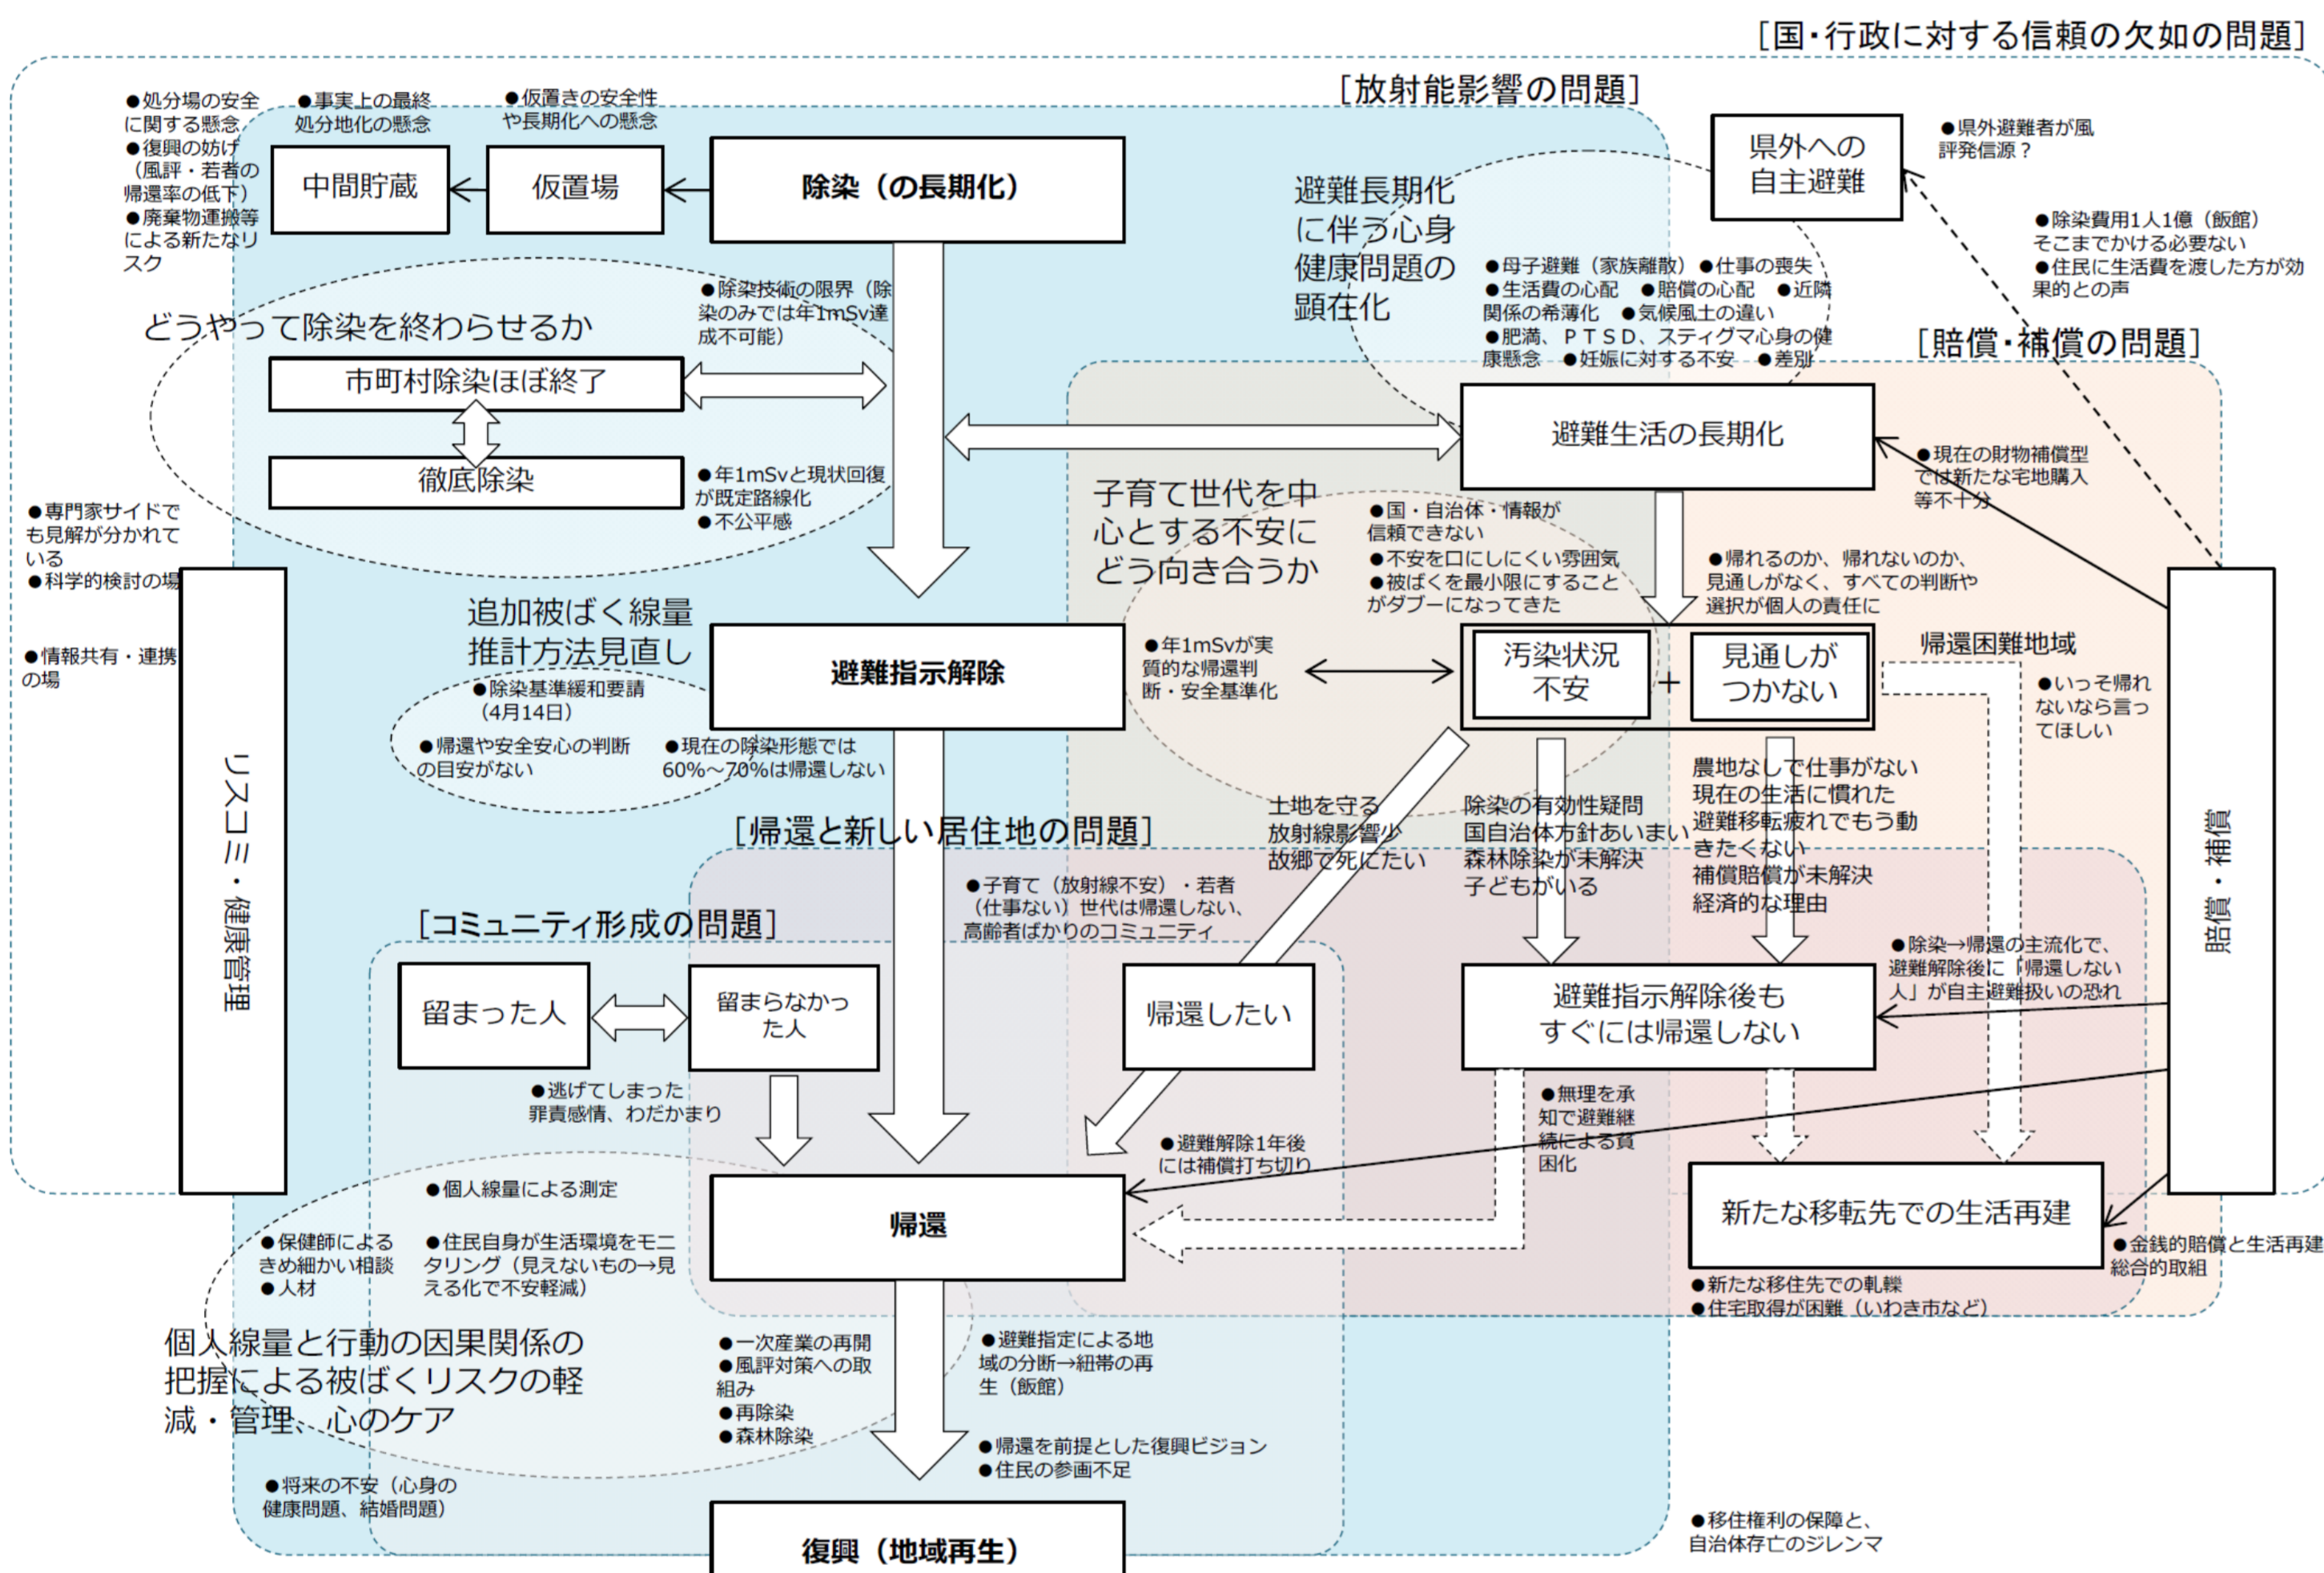 ［国・行政に対する信頼の欠如の問題］
［放射能影響の問題］
●処分場の安全
に関する懸念
●復興の妨げ
（風評・若者の
帰還率の低下）
●廃棄物運搬等
による新たなリ
スク
●事実上の最終
処分地化の懸念
●仮置きの安全性
や長期化への懸念
中間貯蔵
仮置場
除染（の長期化）
県外への
自主避難
●県外避難者が風
評発信源？
●除染費用1人1億（飯館）
そこまでかける必要ない
●住民に生活費を渡した方が効
果的との声
避難長期化
に伴う心身
健康問題の
顕在化
●母子避難（家族離散）●仕事の喪失
●生活費の心配　●賠償の心配　●近隣
関係の希薄化　●気候風土の違い
●肥満、ＰＴＳＤ、スティグマ心身の健
康懸念　●妊娠に対する不安　●差別
［賠償・補償の問題］
どうやって除染を終わらせるか
●除染技術の限界（除
染のみでは年1mSv達
成不可能）
市町村除染ほぼ終了
徹底除染
●年1mSvと現状回復
が既定路線化
●不公平感
避難生活の長期化
●現在の財物補償型
では新たな宅地購入
等不十分
●専門家サイドで
も見解が分かれて
いる
●科学的検討の場
●情報共有・連携
の場
子育て世代を中
心とする不安に
どう向き合うか
●国・自治体・情報が
信頼できない
●不安を口にしにくい雰囲気
●被ばくを最小限にすること
がダブーになってきた
●帰れるのか、帰れないのか、
見通しがなく、すべての判断や
選択が個人の責任に
追加被ばく線量
推計方法見直し
●除染基準緩和要請
（4月14日）
●帰還や安全安心の判断
の目安がない
●現在の除染形態では
60%～70%は帰還しない
避難指示解除
●年1mSvが実
質的な帰還判
断・安全基準化
汚染状況
不安
+
見通しが
つかない
帰還困難地域
●いっそ帰れ
ないなら言っ
てほしい
リスコミ・健康管理
賠償・補償
［帰還と新しい居住地の問題］
土地を守る
放射線影響少
故郷で死にたい
除染の有効性疑問
国自治体方針あいまい
森林除染が未解決
子どもがいる
農地なしで仕事がない
現在の生活に慣れた
避難移転疲れでもう動
きたくない
補償賠償が未解決
経済的な理由
●子育て（放射線不安）・若者
（仕事ない）世代は帰還しない、
高齢者ばかりのコミュニティ
［コミュニティ形成の問題］
留まった人
留まらなかっ
た人
帰還したい
避難指示解除後も
すぐには帰還しない
●除染→帰還の主流化で、
避難解除後に「帰還しない
人」が自主避難扱いの恐れ
●逃げてしまった
罪責感情、わだかまり
●無理を承
知で避難継
続による貧
困化
●避難解除1年後
には補償打ち切り
●個人線量による測定
●保健師による
きめ細かい相談
●人材
●住民自身が生活環境をモニ
タリング（見えないもの→見
える化で不安軽減）
帰還
新たな移転先での生活再建
●金銭的賠償と生活再建
総合的取組
●新たな移住先での軋轢
●住宅取得が困難（いわき市など）
個人線量と行動の因果関係の
把握による被ばくリスクの軽
減・管理、心のケア
●一次産業の再開
●風評対策への取
組み
●再除染
●森林除染
●避難指定による地
域の分断→紐帯の再
生（飯館）
●帰還を前提とした復興ビジョン
●住民の参画不足
●将来の不安（心身の
健康問題、結婚問題）
復興（地域再生）
●移住権利の保障と、
自治体存亡のジレンマ